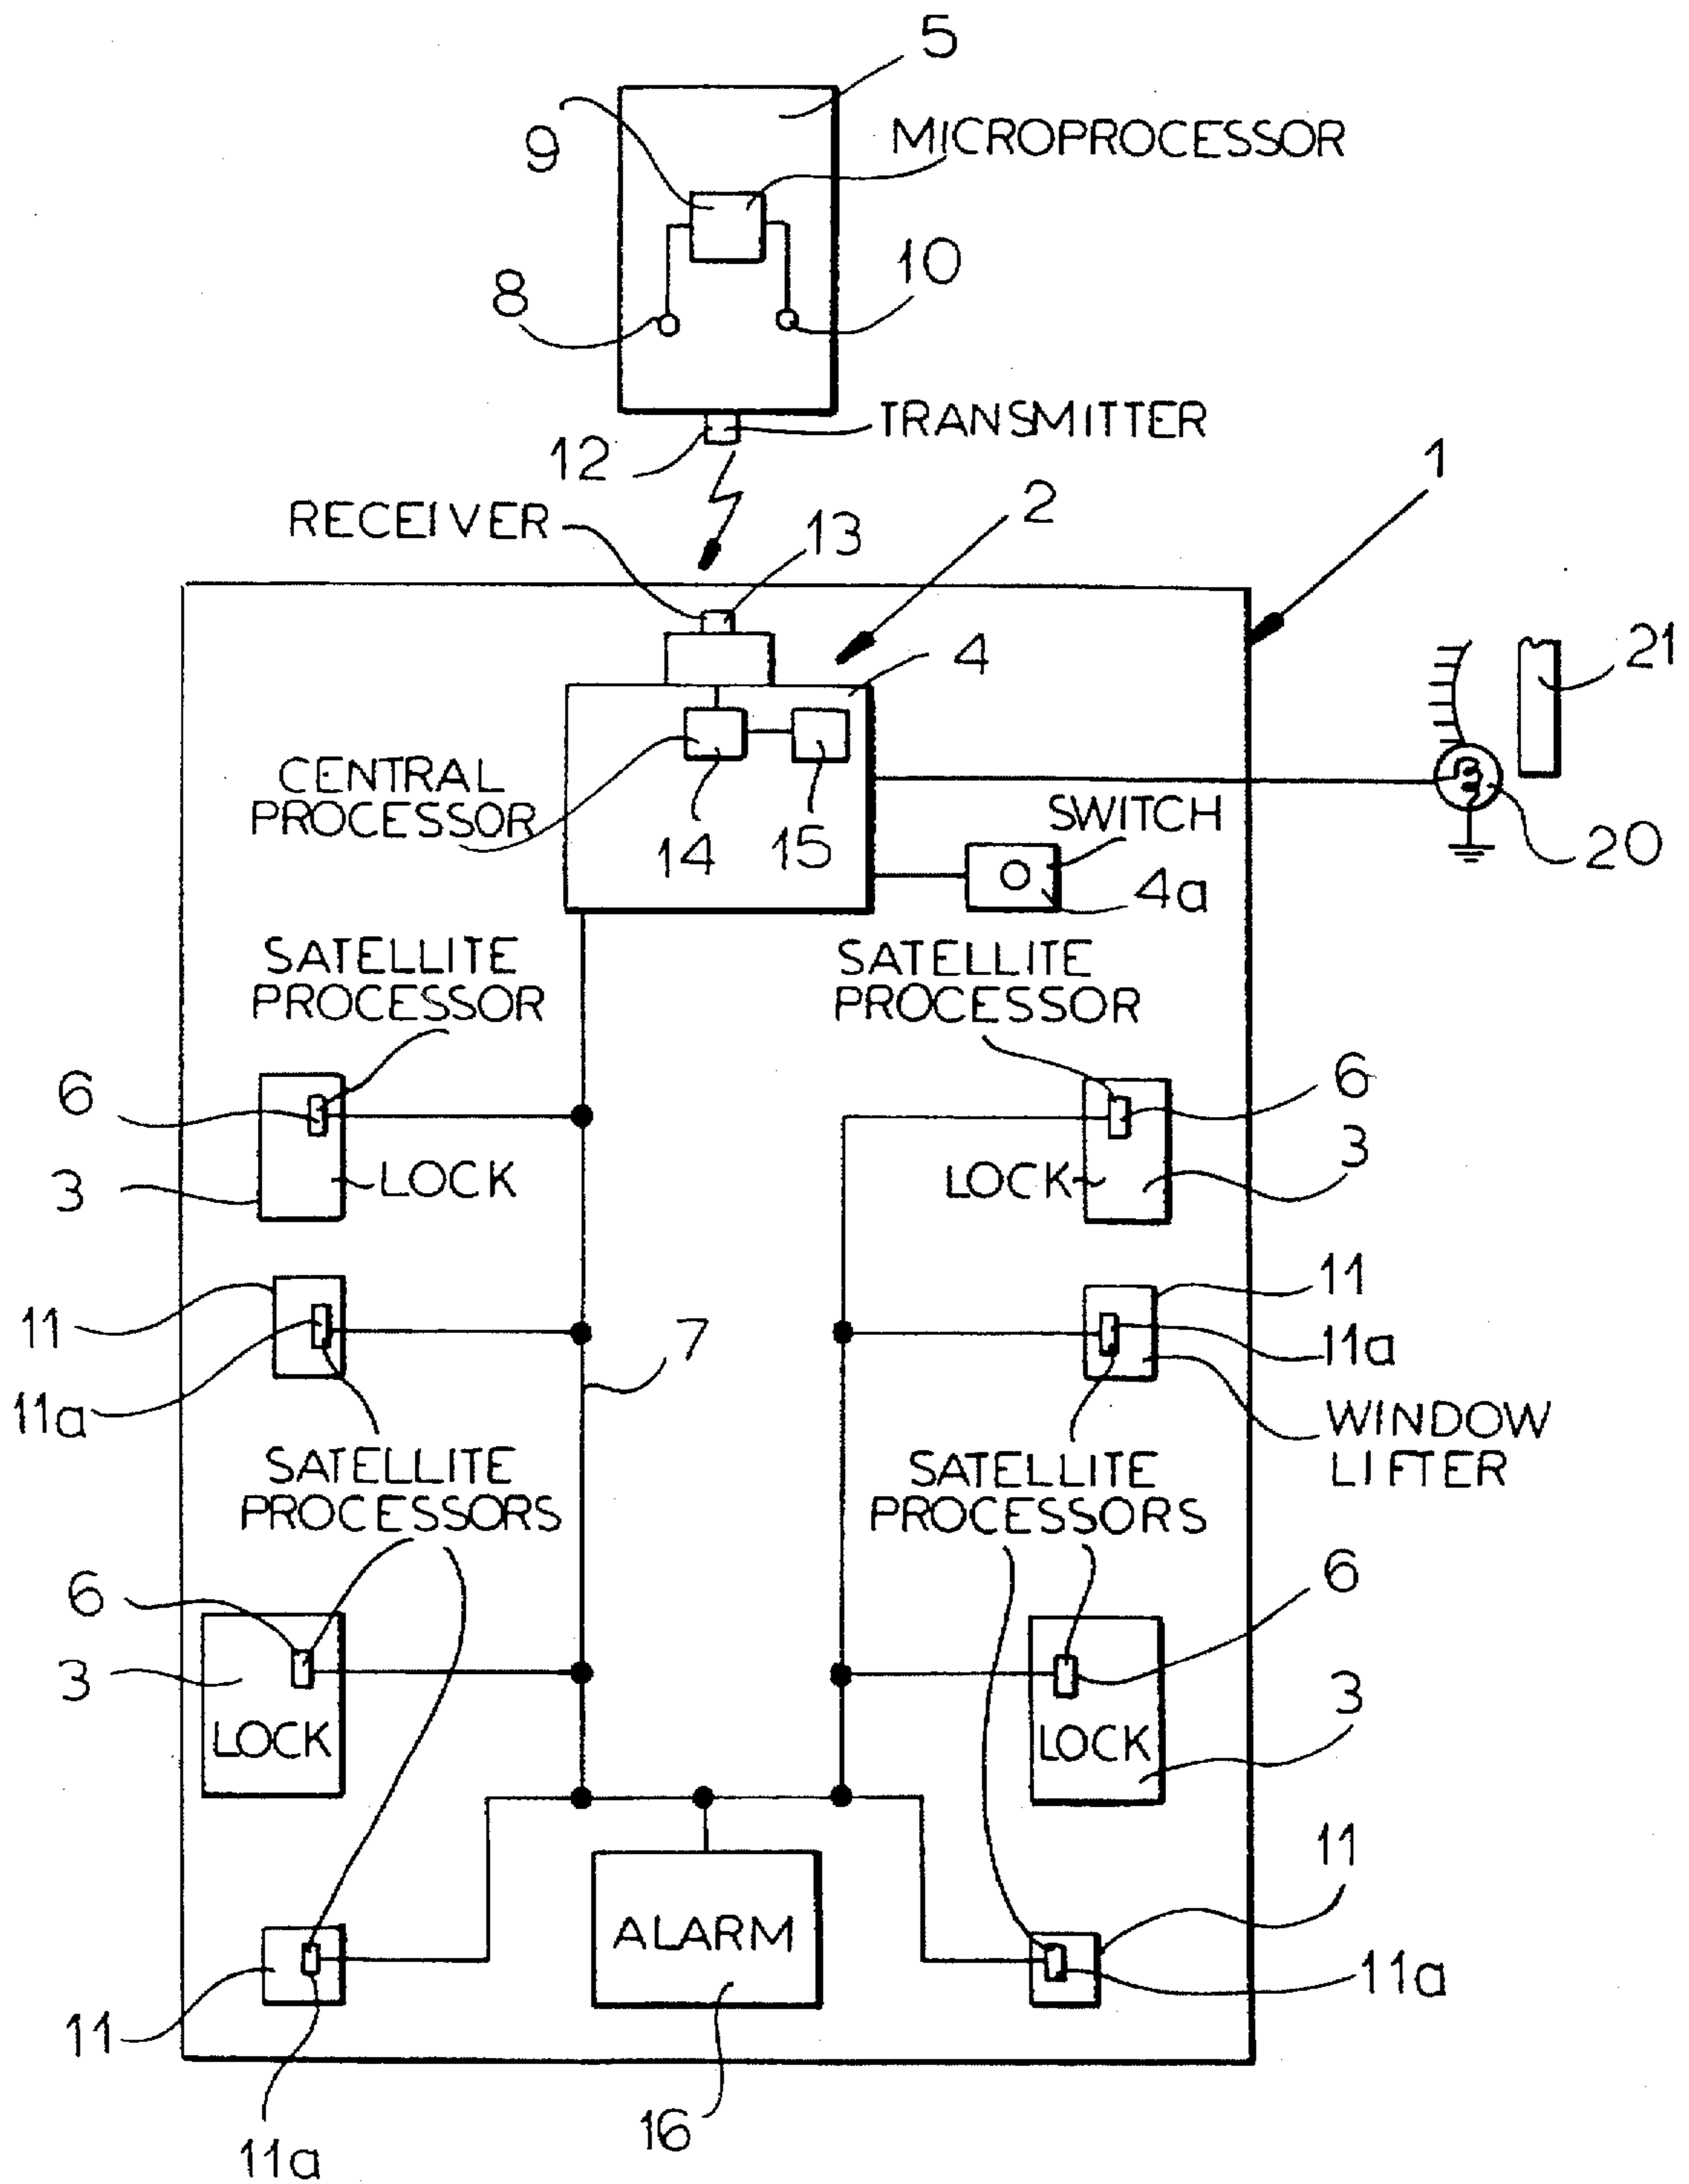 5
9
MICROPROCESSOR
8
10
TRANSMITTER
12
1
2
RECEIVER
13
4
21
CENTRAL
PROCESSOR
14
15
SWITCH
4a
20
SATELLITE
PROCESSOR
SATELLITE
PROCESSOR
6
6
3
LOCK
LOCK
3
11
11
11a
7
11a
WINDOW
LIFTER
SATELLITE
PROCESSORS
SATELLITE
PROCESSORS
6
6
3
LOCK
LOCK
3
11
ALARM
11
11a
16
11a